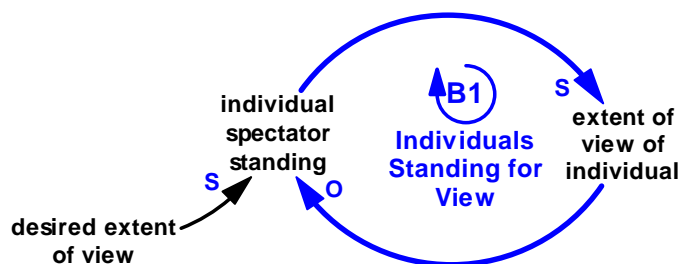 B1
S
individual
spectator
standing
Individuals
Standing for
View
extent of
view of
individual
S
O
desired extent
of view